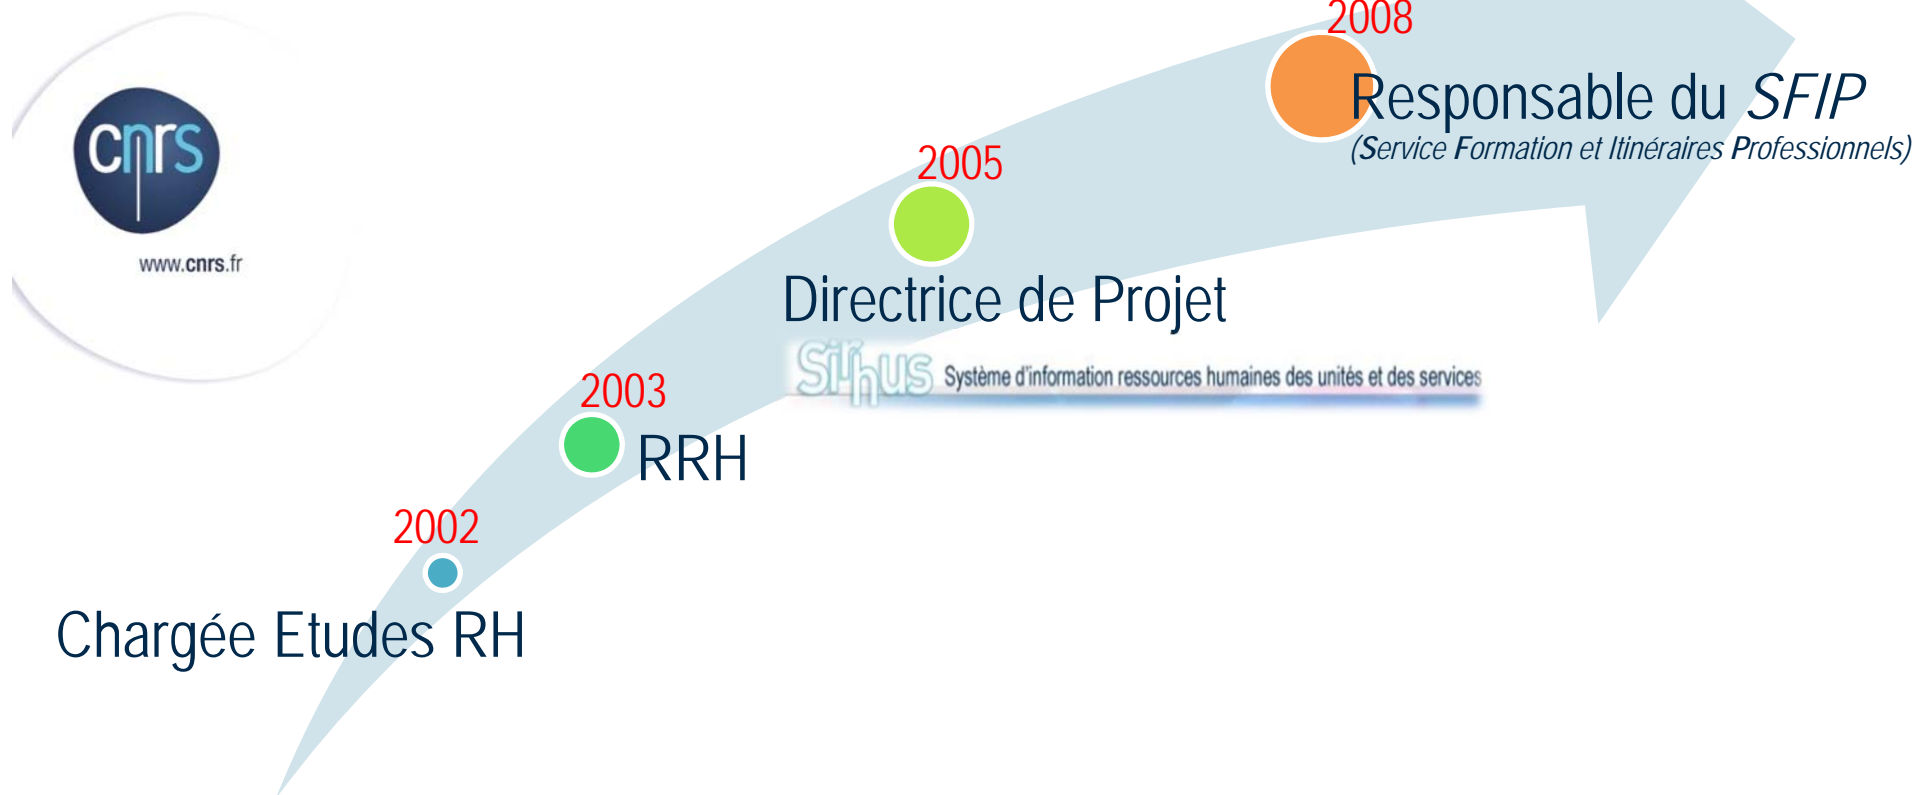 cnrs
www.cnrs.fr
2008
Responsable du SFIP
(Service Formation et Itinéraires Professionnels)
2005
Directrice de Projet
Sirhus Système d'information ressources humaines des unités et des services
2003
RRH
2002
Chargée Etudes RH